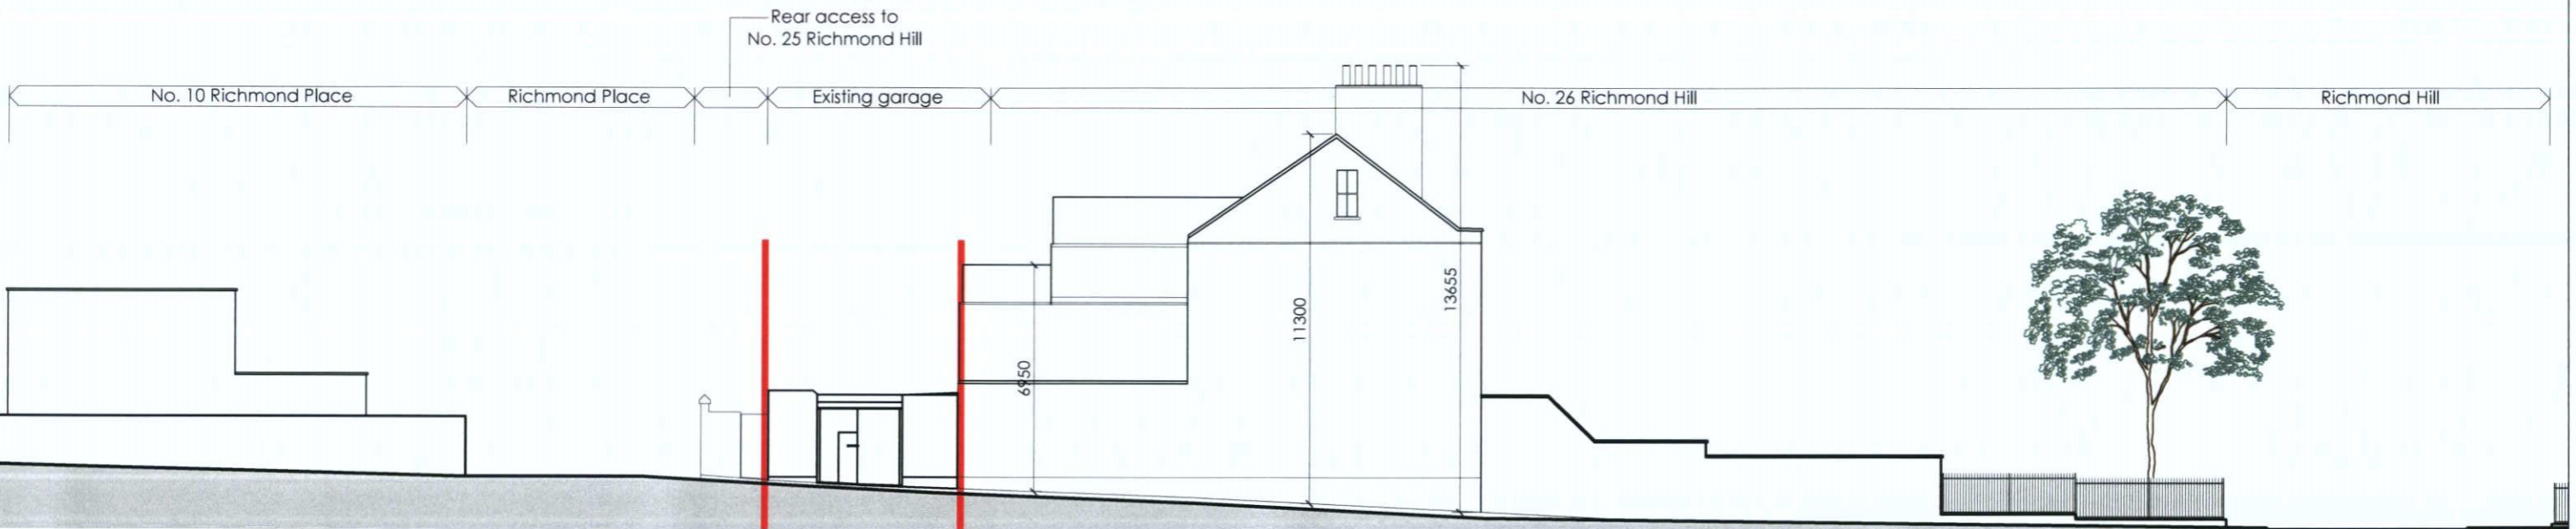 Rear access to
No. 25 Richmond Hill
No. 10 Richmond Place
Richmond Place
Existing garage
No. 26 Richmond Hill
Richmond Hill
6950
11300
13655